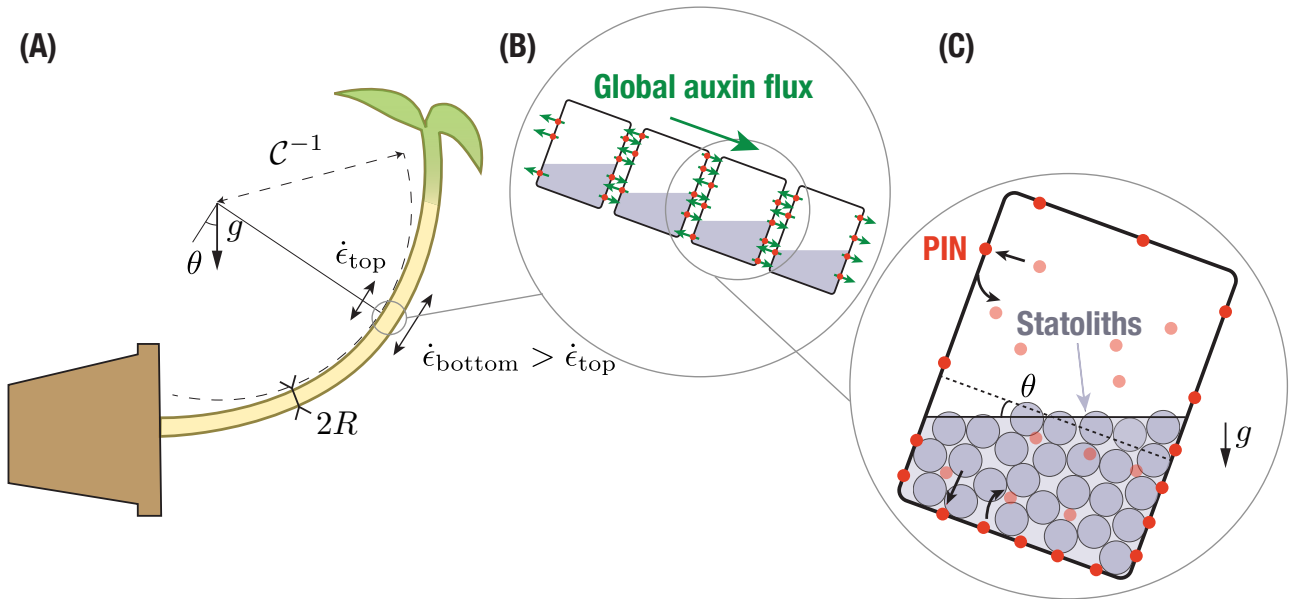 (A)
𝒞⁻¹
g
θ
ϵ̇top
ϵ̇bottom > ϵ̇top
2R
(B)
Global auxin flux
(C)
PIN
Statoliths
θ
g